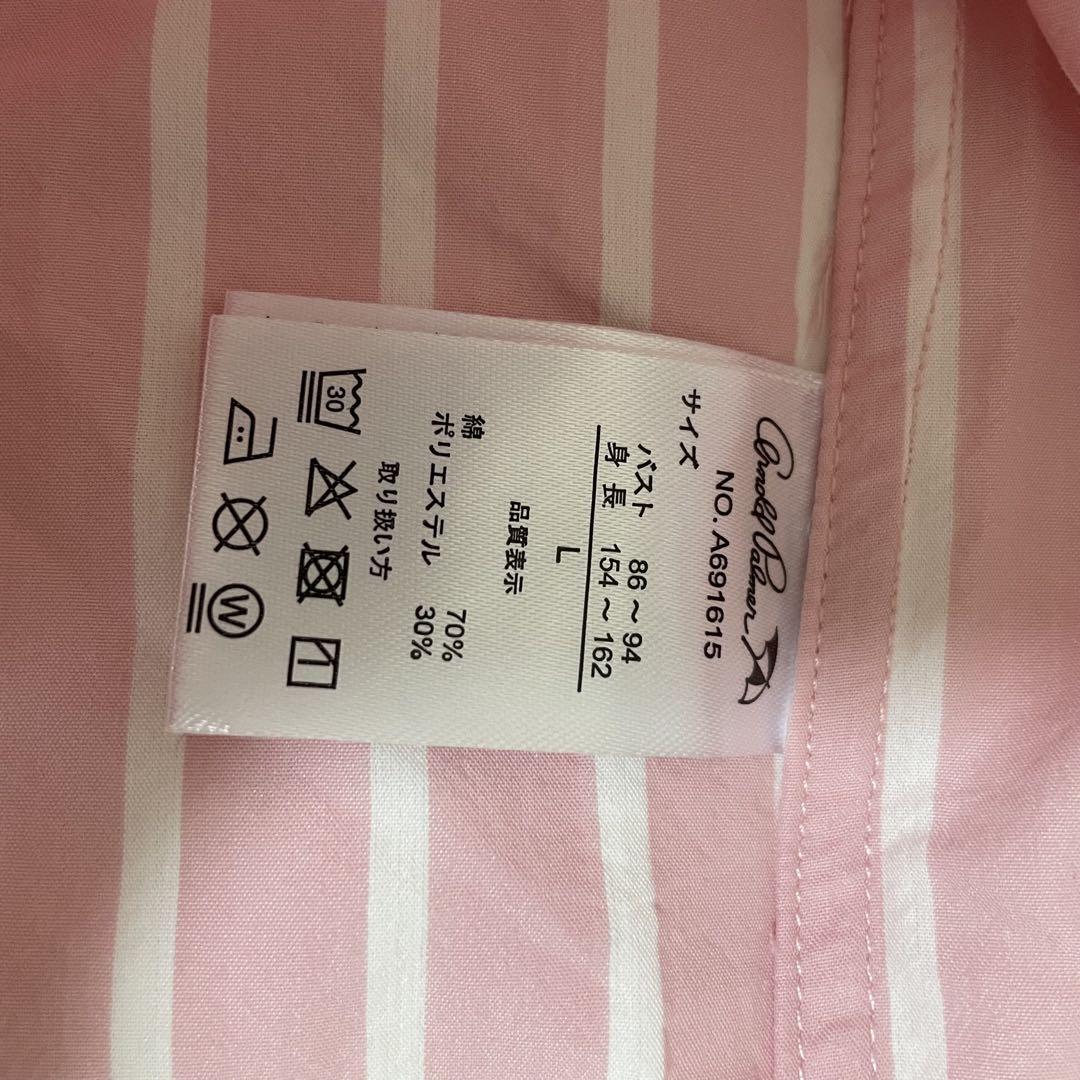 Arnold Palmer
NO.A691615
サイズ
バスト 86～94
身長 154～162
L
品質表示
綿 70%
ポリエステル 30%
取り扱い方
30
W